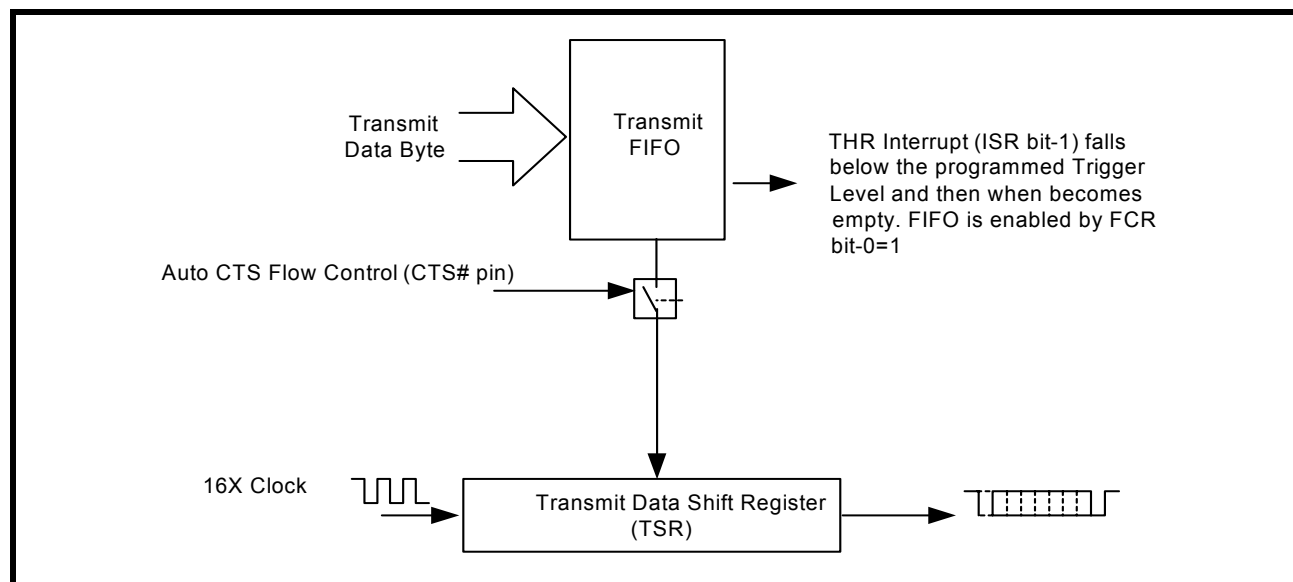 Transmit
Data Byte
Transmit
FIFO
THR Interrupt (ISR bit-1) falls
below the programmed Trigger
Level and then when becomes
empty. FIFO is enabled by FCR
bit-0=1
Auto CTS Flow Control (CTS# pin)
16X Clock
Transmit Data Shift Register
(TSR)